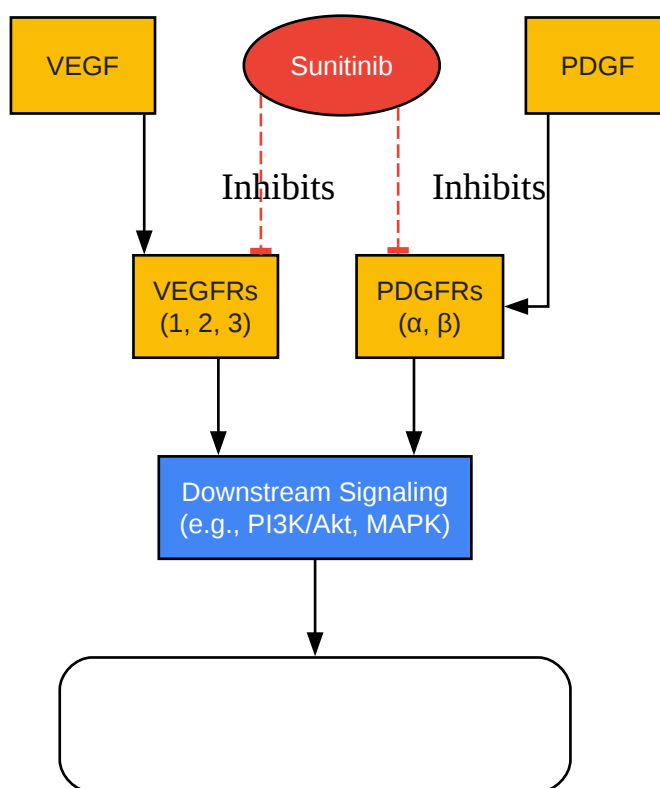 VEGF
Sunitinib
PDGF
Inhibits
Inhibits
VEGFRs
(1, 2, 3)
PDGFRs
(α, β)
Downstream Signaling
(e.g., PI3K/Akt, MAPK)